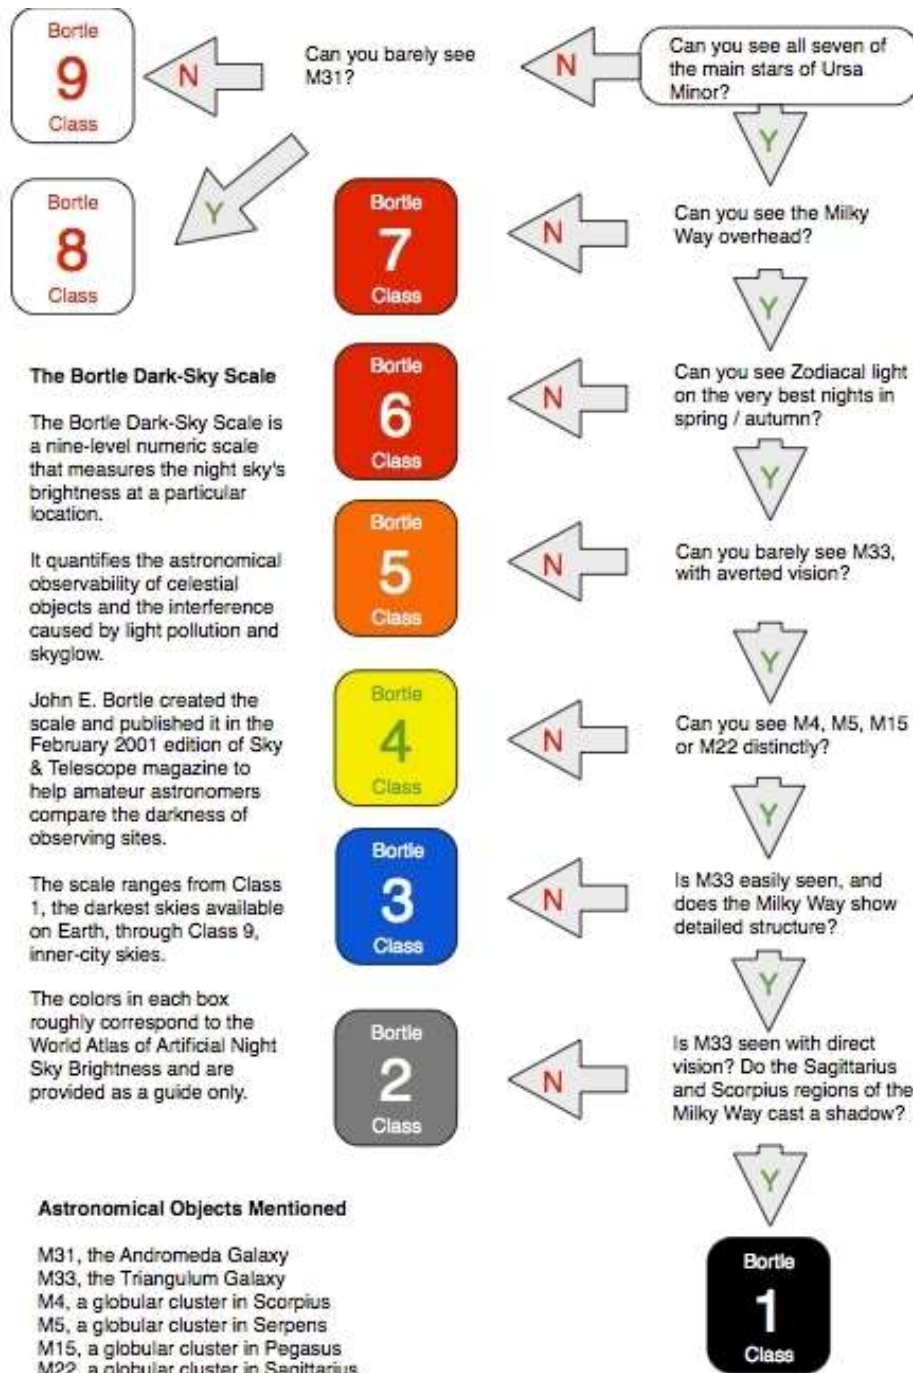 Bortle
9
Class
N
Can you barely see
M31?
N
Can you see all seven of
the main stars of Ursa
Minor?
Y
Y
Bortle
8
Class
Bortle
7
Class
N
Can you see the Milky
Way overhead?
Y
Bortle
6
Class
N
Can you see Zodiacal light
on the very best nights in
spring / autumn?
Y
Bortle
5
Class
N
Can you barely see M33,
with averted vision?
Y
Bortle
4
Class
N
Can you see M4, M5, M15
or M22 distinctly?
Y
Bortle
3
Class
N
Is M33 easily seen, and
does the Milky Way show
detailed structure?
Y
Bortle
2
Class
N
Is M33 seen with direct
vision? Do the Sagittarius
and Scorpius regions of the
Milky Way cast a shadow?
Y
Bortle
1
Class
The Bortle Dark-Sky Scale
The Bortle Dark-Sky Scale is
a nine-level numeric scale
that measures the night sky's
brightness at a particular
location.
It quantifies the astronomical
observability of celestial
objects and the interference
caused by light pollution and
skyglow.
John E. Bortle created the
scale and published it in the
February 2001 edition of Sky
& Telescope magazine to
help amateur astronomers
compare the darkness of
observing sites.
The scale ranges from Class
1, the darkest skies available
on Earth, through Class 9,
inner-city skies.
The colors in each box
roughly correspond to the
World Atlas of Artificial Night
Sky Brightness and are
provided as a guide only.
Astronomical Objects Mentioned
M31, the Andromeda Galaxy
M33, the Triangulum Galaxy
M4, a globular cluster in Scorpius
M5, a globular cluster in Serpens
M15, a globular cluster in Pegasus
M22, a globular cluster in Sagittarius